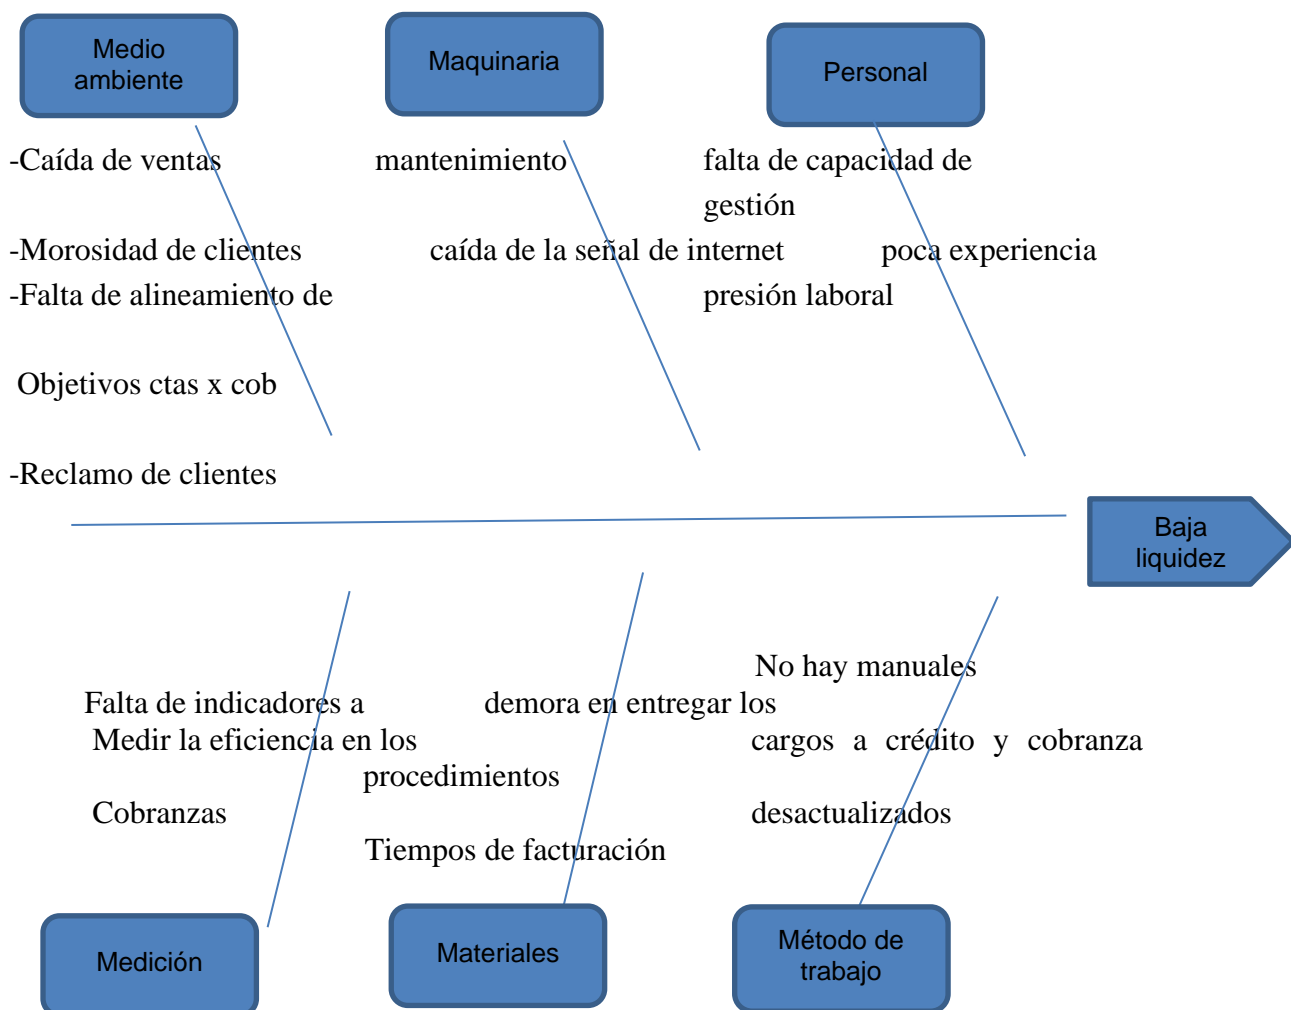 Medio
ambiente
Maquinaria
Personal
-Caída de ventas mantenimiento falta de capacidad de
gestión
-Morosidad de clientes caída de la señal de internet poca experiencia
-Falta de alineamiento de presión laboral
Objetivos ctas x cob
-Reclamo de clientes
Baja
liquidez
No hay manuales
Falta de indicadores a demora en entregar los
Medir la eficiencia en los cargos a crédito y cobranza
procedimientos
Cobranzas desactualizados
Tiempos de facturación
Medición
Materiales
Método de
trabajo